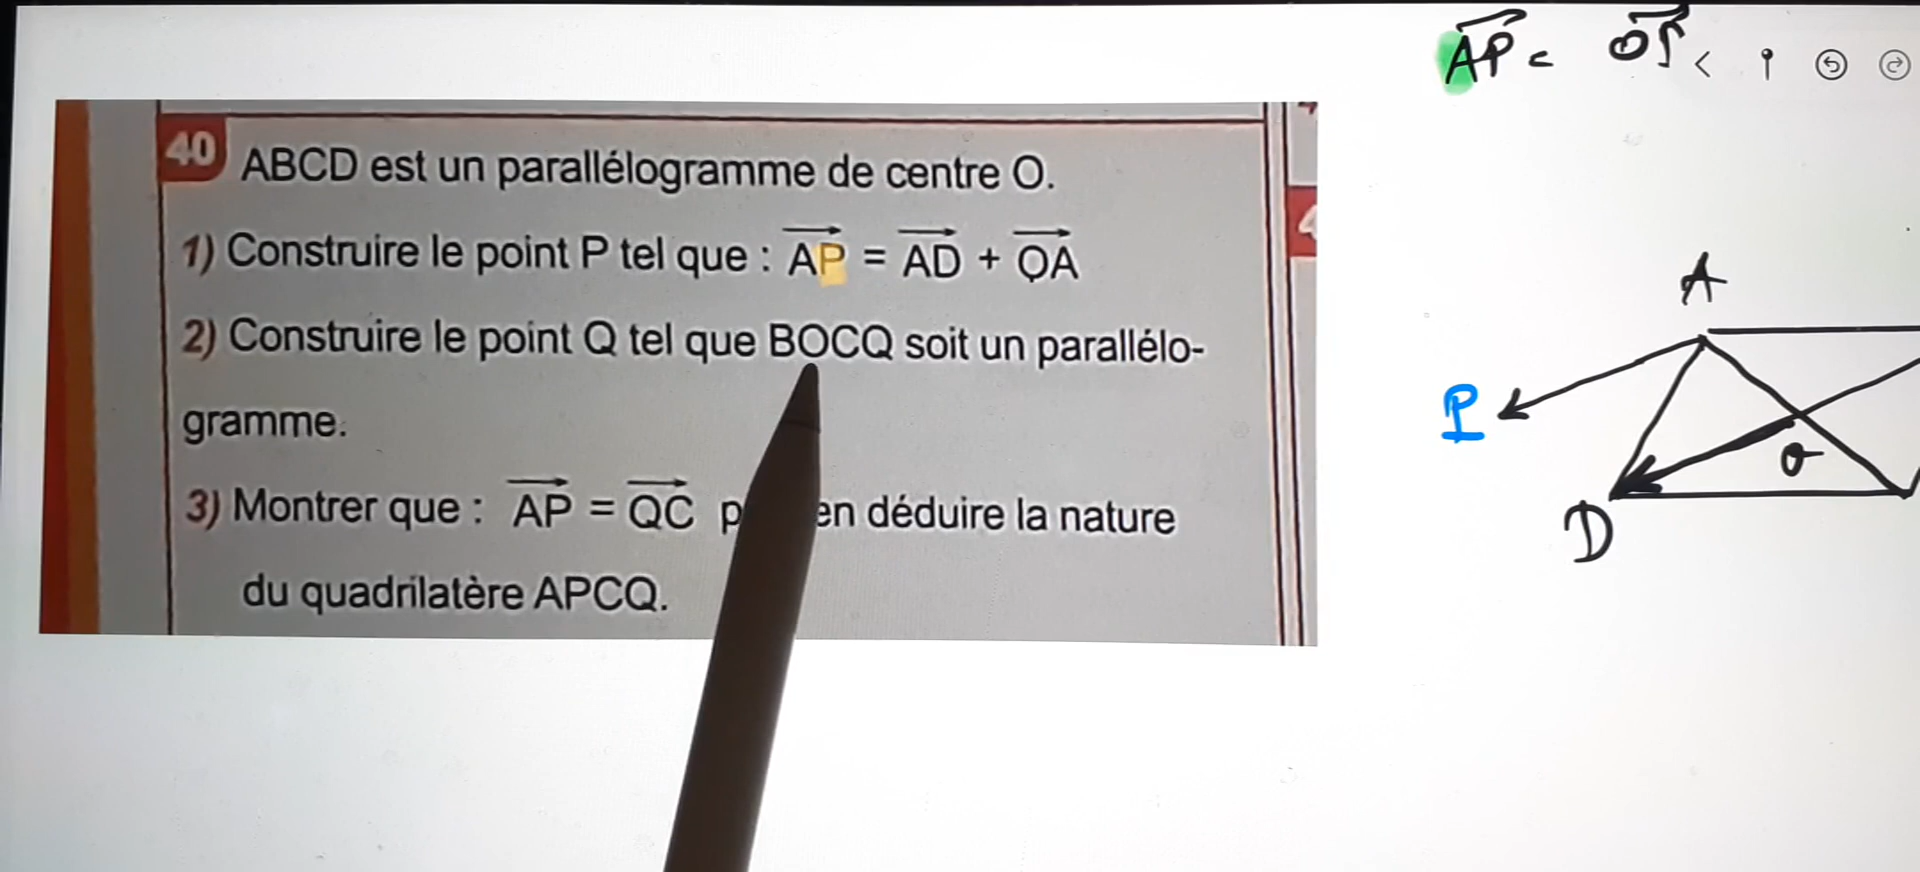 40 ABCD est un parallélogramme de centre O.
1) Construire le point P tel que : AP = AD + OA
2) Construire le point Q tel que BOCQ soit un parallélo-
gramme.
3) Montrer que : AP = QC p en déduire la nature
du quadrilatère APCQ.
AP =
A
P
O
D